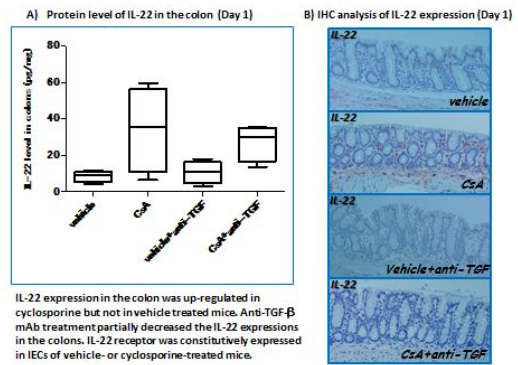 A) Protein level of IL-22 in the colon (Day 1)
IL-22 level in colons (pg/mg)
80
60
40
20
0
vehicle
CsA
vehicle+anti-TGF
CsA+anti-TGF
IL-22 expression in the colon was up-regulated in
cyclosporine but not in vehicle treated mice. Anti-TGF-β
mAb treatment partially decreased the IL-22 expressions
in the colons. IL-22 receptor was constitutively expressed
in IECs of vehicle- or cyclosporine-treated mice.
B) IHC analysis of IL-22 expression (Day 1)
IL-22
vehicle
IL-22
CsA
IL-22
Vehicle+anti-TGF
IL-22
CsA+anti-TGF